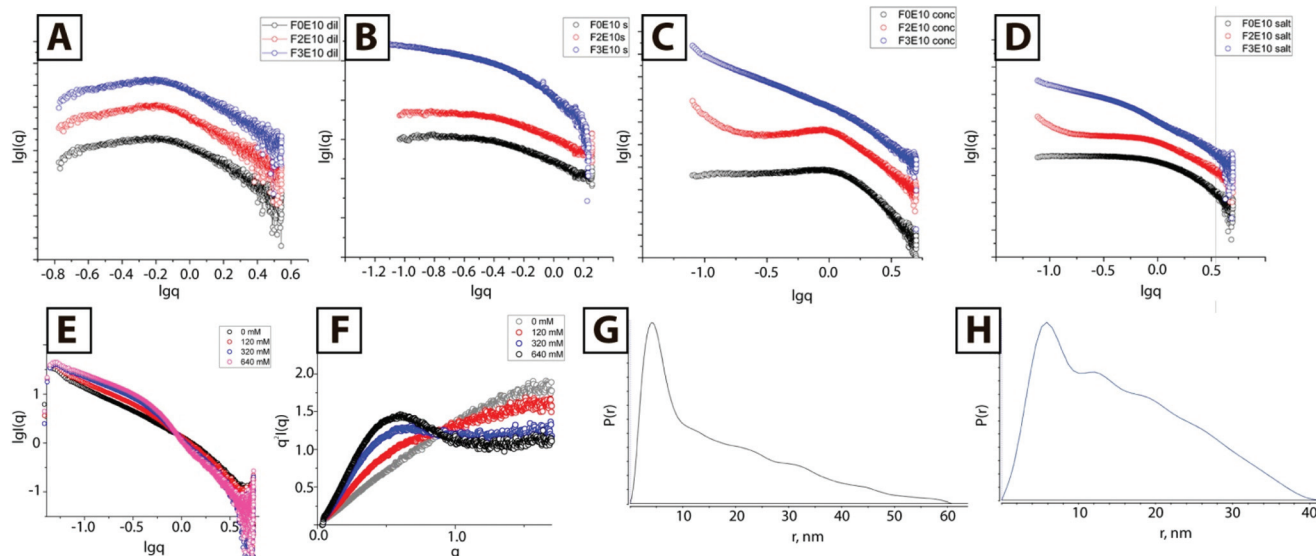 A
F0E10 dil
F2E10 dil
F3E10 dil
lgI(q)
-0.8 -0.6 -0.4 -0.2 0.0 0.2 0.4 0.6
lgq
B
F0E10 s
F2E10s
F3E10 s
lgI(q)
-1.2 -1.0 -0.8 -0.6 -0.4 -0.2 0.0 0.2
lgq
C
F0E10 conc
F2E10 conc
F3E10 conc
lgI(q)
-1.0 -0.5 0.0 0.5
lgq
D
F0E10 salt
F2E10 salt
F3E10 salt
lgI(q)
-1.0 -0.5 0.0 0.5
lgq
E
0 mM
120 mM
320 mM
640 mM
lgI(q)
1
0
-1
-1.0 -0.5 0.0 0.5
lgq
F
0 mM
120 mM
320 mM
640 mM
q²I(q)
2.0
1.5
1.0
0.5
0.0 1.0
q
G
P(r)
10 20 30 40 50 60
r, nm
H
P(r)
10 20 30 40
r, nm